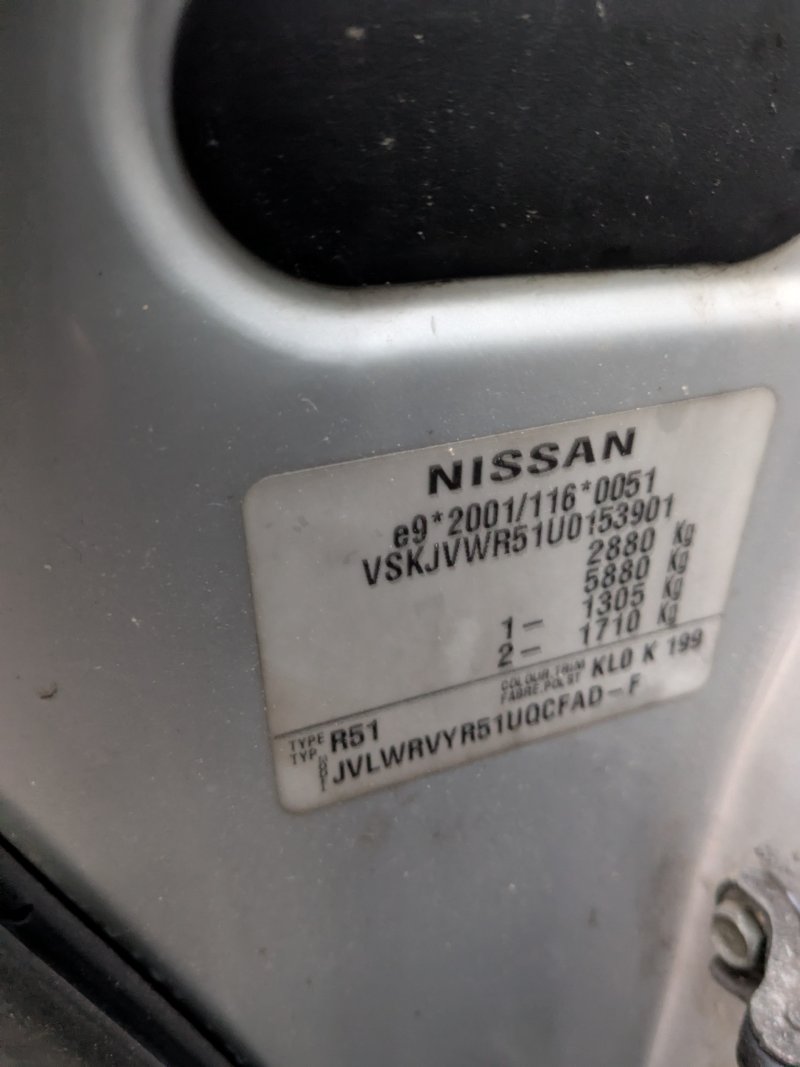 NISSAN
e9*2001/116*0051
VSKJVWR51U0153901
2880 Kg
5880 Kg
1- 1305 Kg
2- 1710 Kg
COLOUR.TRIM
FABRE.POLST
KL0 K 199
TYPE
TYP
R51
JVLWRVYR51UQCFAD-F